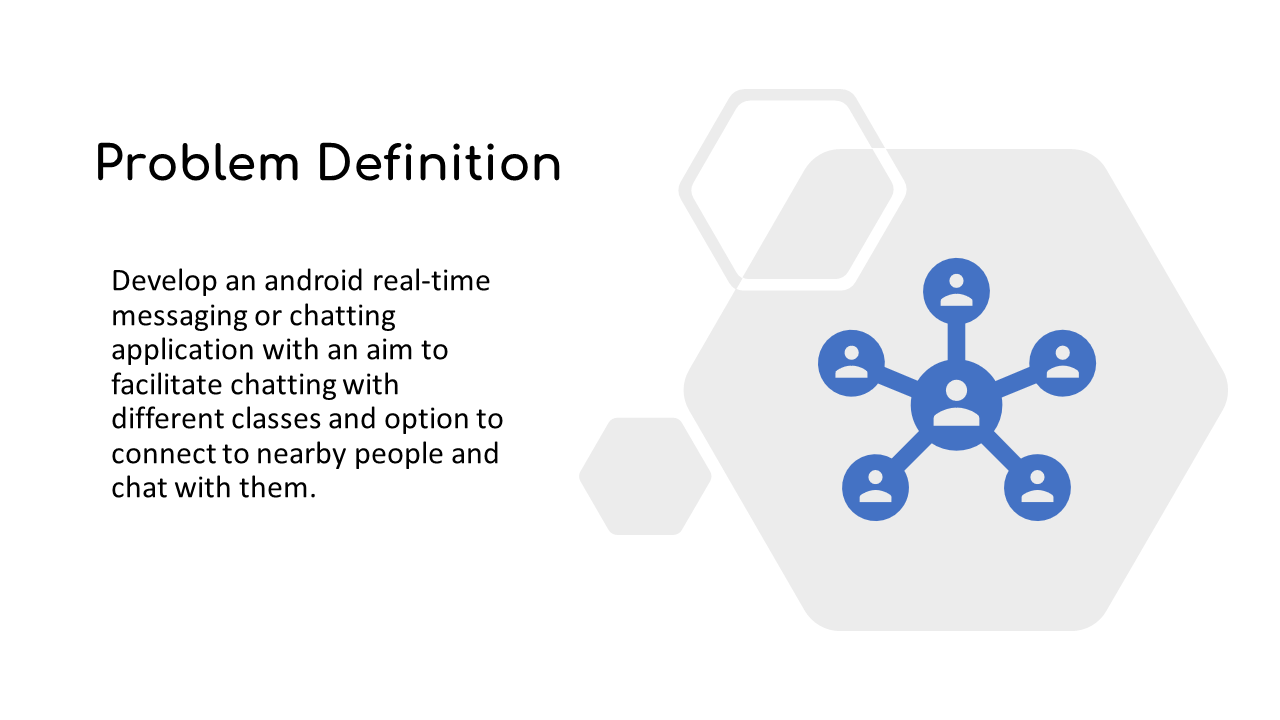 Problem Definition
Develop an android real-time
messaging or chatting
application with an aim to
facilitate chatting with
different classes and option to
connect to nearby people and
chat with them.